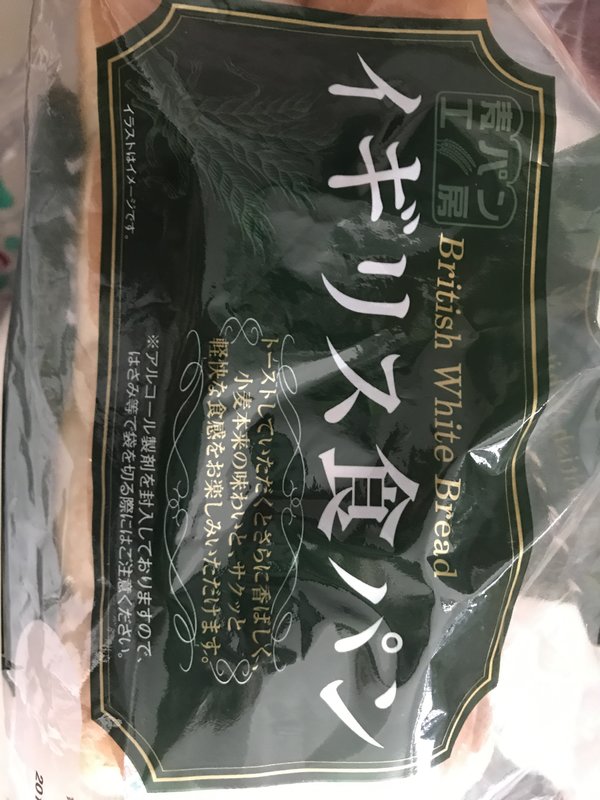 パン
工房
British White Bread
イギリス食パン
トーストしていただくとさらに香ばしく、
小麦本来の味わいと、サクッと
軽快な食感をお楽しみいただけます。
※アルコール製剤を封入しておりますので、
はさみ等で袋を切る際にはご注意ください。
イラストはイメージです。